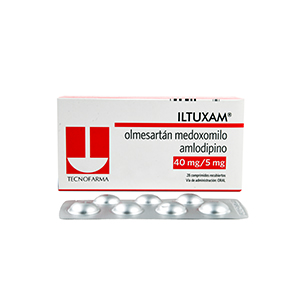 ILTUXAM®
olmesartán medoxomilo
amlodipino
40 mg/5 mg
28 comprimidos recubiertos
Vía de administración: ORAL
TECNOFARMA